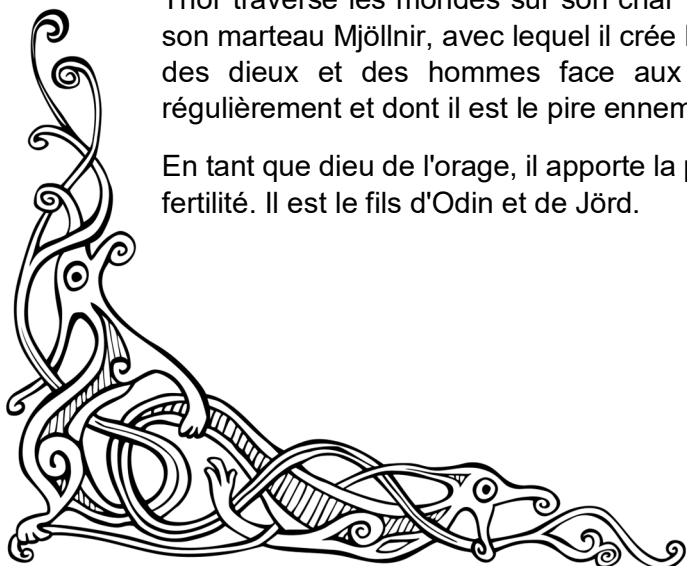 Thor traverse les mondes sur son char
son marteau Mjöllnir, avec lequel il crée
des dieux et des hommes face aux
régulièrement et dont il est le pire
En tant que dieu de l'orage, il apporte la
fertilité. Il est le fils d'Odin et de Jörd.